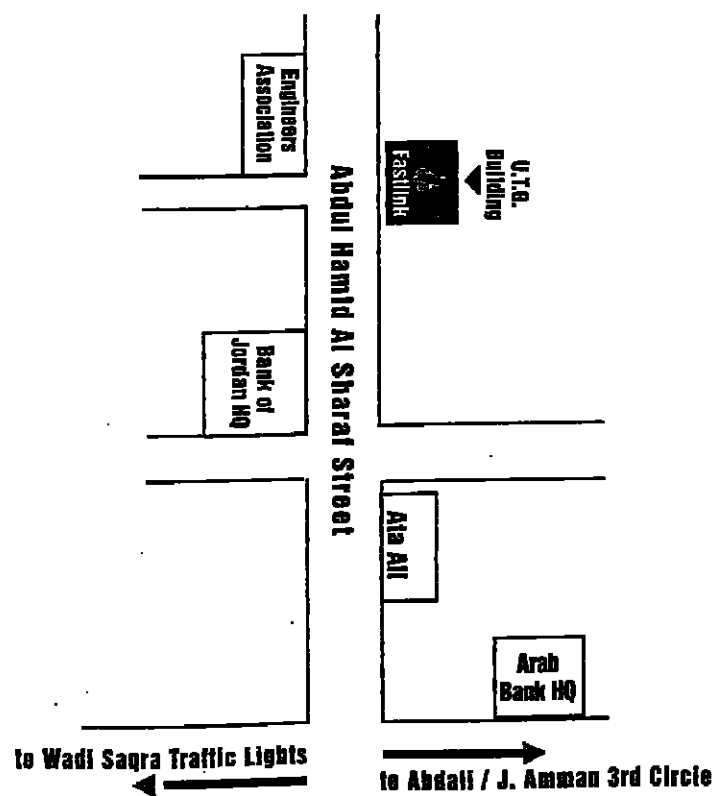 Engineers
Association
U.T.B.
Building
Fastlink
Abdul Hamid Al Sharaf Street
Bank of
Jordan HQ
Ata Ali
Arab
Bank HQ
to Wadi Saqra Traffic Lights
to Abdali / J. Amman 3rd Circle